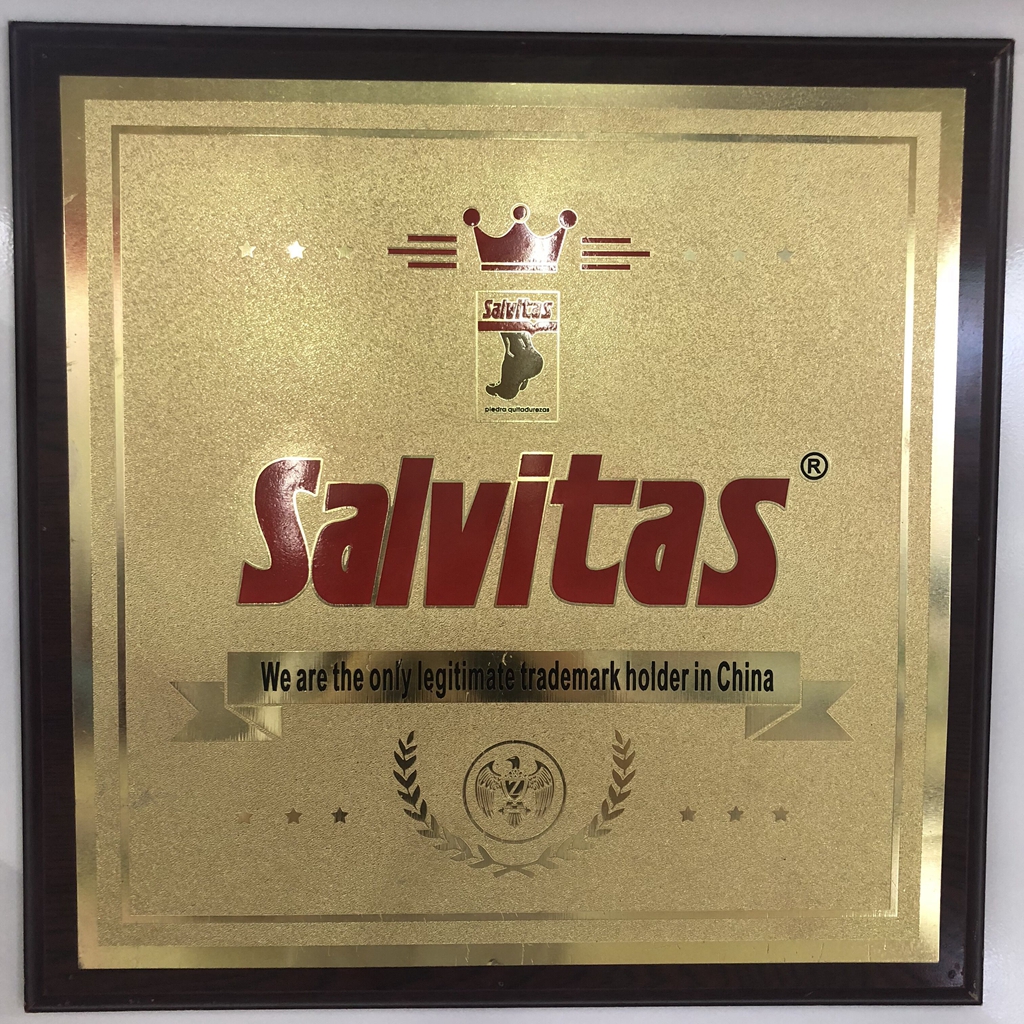 Salvitas
piedra quitadurezas
Salvitas®
We are the only legitimate trademark holder in China
Z